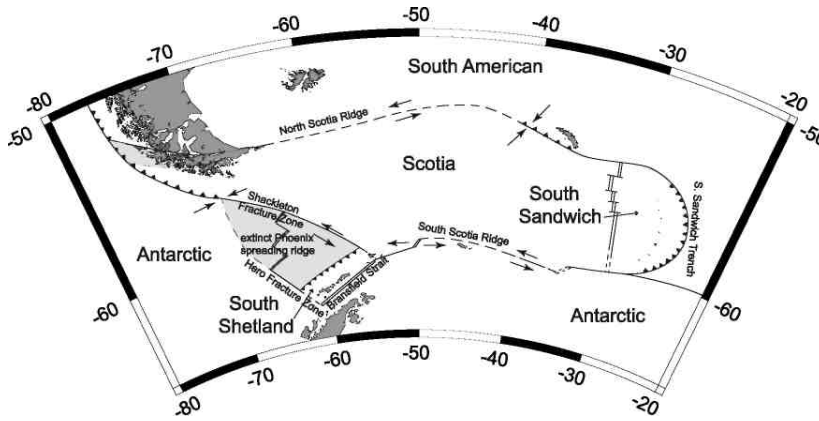 -50
-60
-40
-70
-30
-80
-20
-50
-50
South American
North Scotia Ridge
Scotia
South
Sandwich
S. Sandwich Trench
Shackleton
Fracture Zone
extinct Phoenix
spreading ridge
South Scotia Ridge
Antarctic
Hero Fracture Zone
Bransfield Strait
South
Shetland
Antarctic
-60
-60
-80
-70
-60
-50
-40
-30
-20